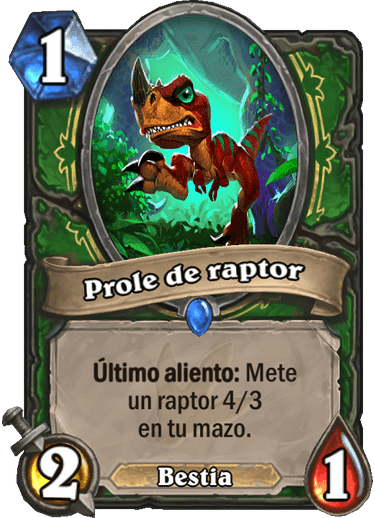 1
Prole de raptor
Último aliento: Mete
un raptor 4/3
en tu mazo.
2
Bestia
1